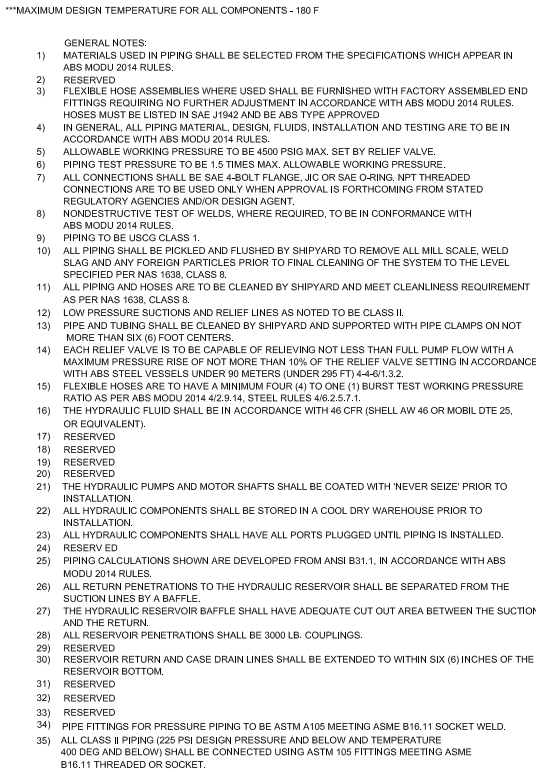 ***MAXIMUM DESIGN TEMPERATURE FOR ALL COMPONENTS - 180 F
GENERAL NOTES:
1) MATERIALS USED IN PIPING SHALL BE SELECTED FROM THE SPECIFICATIONS WHICH APPEAR IN
ABS MODU 2014 RULES.
2) RESERVED
3) FLEXIBLE HOSE ASSEMBLIES WHERE USED SHALL BE FURNISHED WITH FACTORY ASSEMBLED END
FITTINGS REQUIRING NO FURTHER ADJUSTMENT IN ACCORDANCE WITH ABS MODU 2014 RULES.
HOSES MUST BE LISTED IN SAE J1942 AND BE ABS TYPE APPROVED
4) IN GENERAL, ALL PIPING MATERIAL, DESIGN, FLUIDS, INSTALLATION AND TESTING ARE TO BE IN
ACCORDANCE WITH ABS MODU 2014 RULES.
5) ALLOWABLE WORKING PRESSURE TO BE 4500 PSIG MAX. SET BY RELIEF VALVE.
6) PIPING TEST PRESSURE TO BE 1.5 TIMES MAX. ALLOWABLE WORKING PRESSURE.
7) ALL CONNECTIONS SHALL BE SAE 4-BOLT FLANGE, JIC OR SAE O-RING. NPT THREADED
CONNECTIONS ARE TO BE USED ONLY WHEN APPROVAL IS FORTHCOMING FROM STATED
REGULATORY AGENCIES AND/OR DESIGN AGENT.
8) NONDESTRUCTIVE TEST OF WELDS, WHERE REQUIRED, TO BE IN CONFORMANCE WITH
ABS MODU 2014 RULES.
9) PIPING TO BE USCG CLASS 1.
10) ALL PIPING SHALL BE PICKLED AND FLUSHED BY SHIPYARD TO REMOVE ALL MILL SCALE, WELD
SLAG AND ANY FOREIGN PARTICLES PRIOR TO FINAL CLEANING OF THE SYSTEM TO THE LEVEL
SPECIFIED PER NAS 1638, CLASS 8.
11) ALL PIPING AND HOSES ARE TO BE CLEANED BY SHIPYARD AND MEET CLEANLINESS REQUIREMENT
AS PER NAS 1638, CLASS 8.
12) LOW PRESSURE SUCTIONS AND RELIEF LINES AS NOTED TO BE CLASS II.
13) PIPE AND TUBING SHALL BE CLEANED BY SHIPYARD AND SUPPORTED WITH PIPE CLAMPS ON NOT
MORE THAN SIX (6) FOOT CENTERS.
14) EACH RELIEF VALVE IS TO BE CAPABLE OF RELIEVING NOT LESS THAN FULL PUMP FLOW WITH A
MAXIMUM PRESSURE RISE OF NOT MORE THAN 10% OF THE RELIEF VALVE SETTING IN ACCORDANCE
WITH ABS STEEL VESSELS UNDER 90 METERS (UNDER 295 FT) 4-4-6/1.3.2.
15) FLEXIBLE HOSES ARE TO HAVE A MINIMUM FOUR (4) TO ONE (1) BURST TEST WORKING PRESSURE
RATIO AS PER ABS MODU 2014 4/2.9.14, STEEL RULES 4/6.2.5.7.1.
16) THE HYDRAULIC FLUID SHALL BE IN ACCORDANCE WITH 46 CFR (SHELL AW 46 OR MOBIL DTE 25,
OR EQUIVALENT).
17) RESERVED
18) RESERVED
19) RESERVED
20) RESERVED
21) THE HYDRAULIC PUMPS AND MOTOR SHAFTS SHALL BE COATED WITH 'NEVER SEIZE' PRIOR TO
INSTALLATION.
22) ALL HYDRAULIC COMPONENTS SHALL BE STORED IN A COOL DRY WAREHOUSE PRIOR TO
INSTALLATION.
23) ALL HYDRAULIC COMPONENTS SHALL HAVE ALL PORTS PLUGGED UNTIL PIPING IS INSTALLED.
24) RESERV ED
25) PIPING CALCULATIONS SHOWN ARE DEVELOPED FROM ANSI B31.1, IN ACCORDANCE WITH ABS
MODU 2014 RULES.
26) ALL RETURN PENETRATIONS TO THE HYDRAULIC RESERVOIR SHALL BE SEPARATED FROM THE
SUCTION LINES BY A BAFFLE.
27) THE HYDRAULIC RESERVOIR BAFFLE SHALL HAVE ADEQUATE CUT OUT AREA BETWEEN THE SUCTION
AND THE RETURN.
28) ALL RESERVOIR PENETRATIONS SHALL BE 3000 LB. COUPLINGS.
29) RESERVED
30) RESERVOIR RETURN AND CASE DRAIN LINES SHALL BE EXTENDED TO WITHIN SIX (6) INCHES OF THE
RESERVOIR BOTTOM.
31) RESERVED
32) RESERVED
33) RESERVED
34) PIPE FITTINGS FOR PRESSURE PIPING TO BE ASTM A105 MEETING ASME B16.11 SOCKET WELD.
35) ALL CLASS II PIPING (225 PSI DESIGN PRESSURE AND BELOW AND TEMPERATURE
400 DEG AND BELOW) SHALL BE CONNECTED USING ASTM 105 FITTINGS MEETING ASME
B16.11 THREADED OR SOCKET.